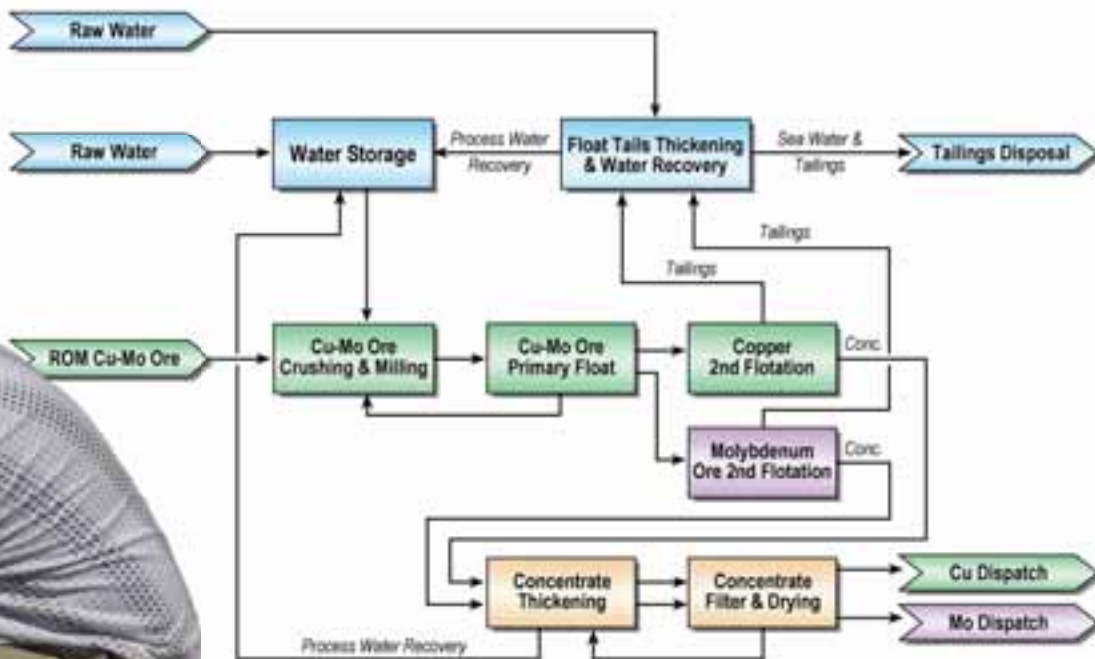 Raw Water
Raw Water
Water Storage
Process Water
Recovery
Float Tails Thickening
& Water Recovery
Sea Water &
Tailings
Tailings Disposal
Tailings
Tailings
ROM Cu-Mo Ore
Cu-Mo Ore
Crushing & Milling
Cu-Mo Ore
Primary Float
Copper
2nd Flotation
Conc.
Molybdenum
Ore 2nd Flotation
Conc.
Concentrate
Thickening
Concentrate
Filter & Drying
Cu Dispatch
Mo Dispatch
Process Water Recovery